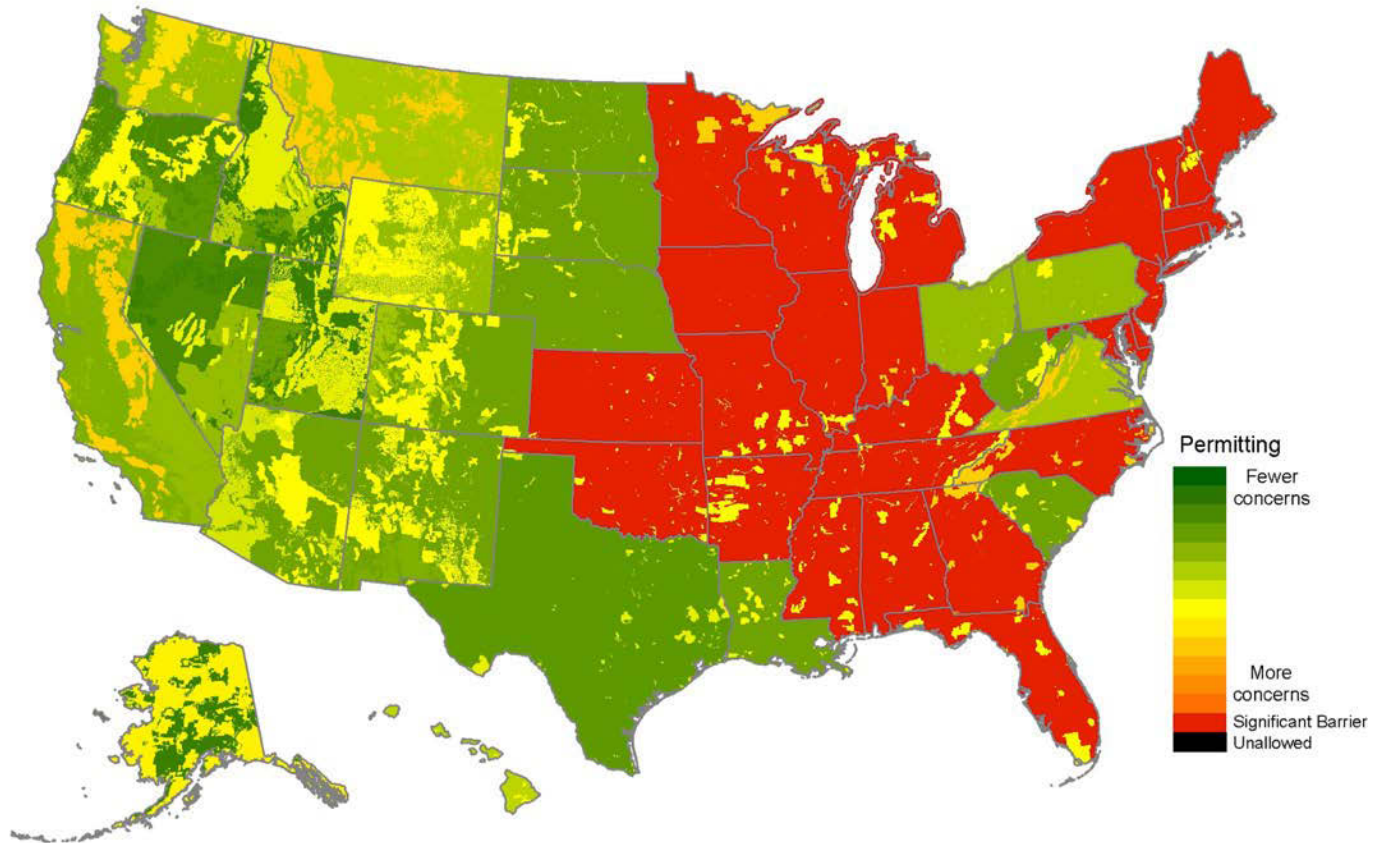 Permitting
Fewer
concerns
More
concerns
Significant Barrier
Unallowed